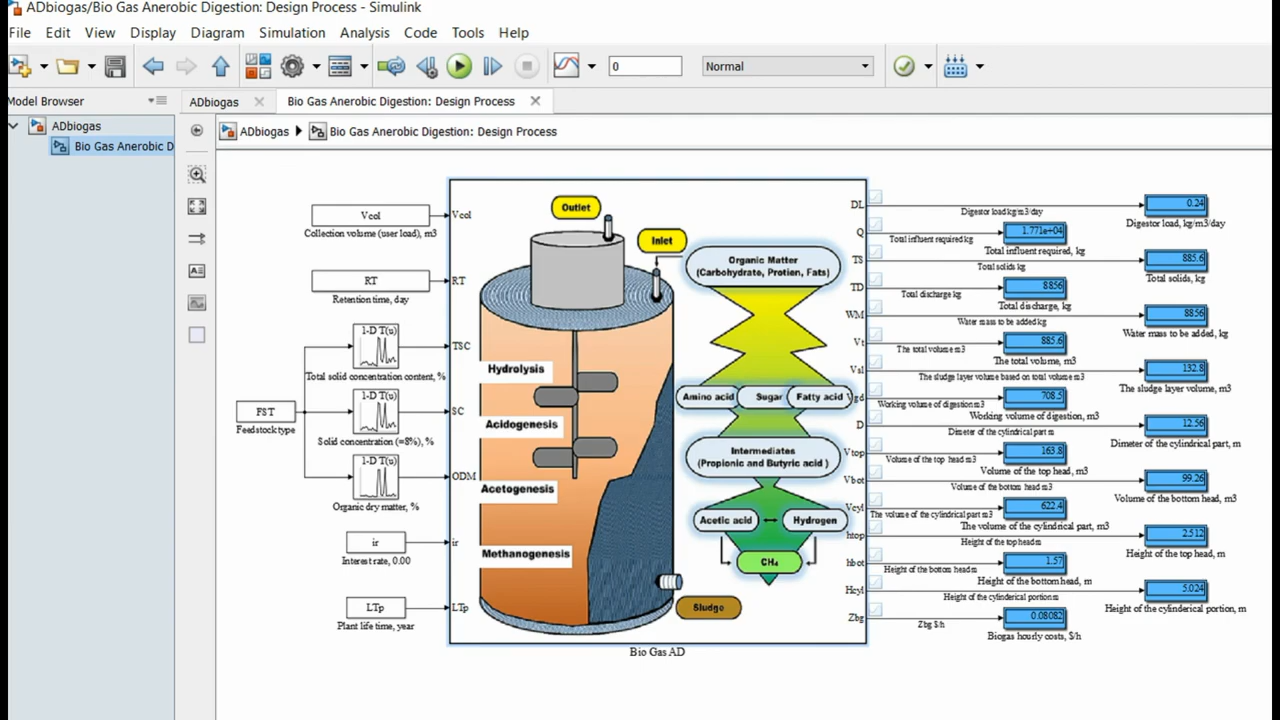 ADbiogas/Bio Gas Anerobic Digestion: Design Process - Simulink
File Edit View Display Diagram Simulation Analysis Code Tools Help
0 Normal
Model Browser
ADbiogas
Bio Gas Anerobic D
ADbiogas
Bio Gas Anerobic Digestion: Design Process
ADbiogas Bio Gas Anerobic Digestion: Design Process
Vcol
Collection volume (user load), m3
RT
Retention time, day
1-D T(u)
Total solid concentration content, %
1-D T(u)
Solid concentration (≈8%), %
1-D T(u)
Organic dry matter, %
FST
Feedstock type
ir
Interest rate, 0.00
LTp
Plant life time, year
Vcol
RT
TSC
SC
ODM
ir
LTp
Outlet
Inlet
Hydrolysis
Acidogenesis
Acetogenesis
Methanogenesis
Sludge
Organic Matter
(Carbohydrate, Protien, Fats)
Amino acid
Sugar
Fatty acid
Intermediates
(Propionic and Butyric acid )
Acetic acid
Hydrogen
CH4
Bio Gas AD
DL
Q
TS
TD
WM
Vt
Vsl
Vgd
D
Vtop
Vbot
Vcyl
htop
hbot
Hcyl
Zbg
Digestor load kg/m3/day
Total influent required kg
Total solids kg
Total discharge kg
Water mass to be added kg
The total volume m3
The sludge layer volume based on total volume m3
Working volume of digestion m3
Dimeter of the cylindrical part m
Volume of the top head m3
Volume of the bottom head m3
The volume of the cylindrical part m3
Height of the top head m
Height of the bottom head m
Height of the cylinderical portion m
Zbg $/h
0.24
Digestor load, kg/m3/day
1.771e+04
Total influent required, kg
885.6
Total solids, kg
8856
Total discharge, kg
8856
Water mass to be added, kg
885.6
The total volume, m3
132.8
The sludge layer volume, m3
708.5
Working volume of digestion, m3
12.56
Dimeter of the cylindrical part, m
163.8
Volume of the top head, m3
99.26
Volume of the bottom head, m3
622.4
The volume of the cylindrical part, m3
2.512
Height of the top head, m
1.57
Height of the bottom head, m
5.024
Height of the cylinderical portion, m
0.08082
Biogas hourly costs, $/h